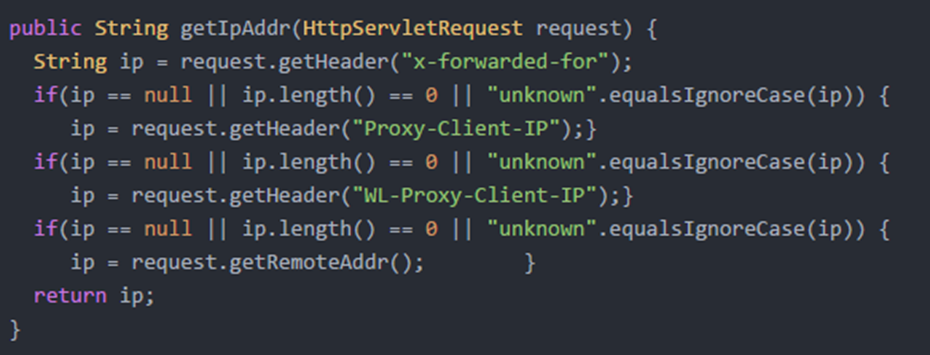 public String getIpAddr(HttpServletRequest request) {
  String ip = request.getHeader("x-forwarded-for");
  if(ip == null || ip.length() == 0 || "unknown".equalsIgnoreCase(ip)) {
     ip = request.getHeader("Proxy-Client-IP");}
  if(ip == null || ip.length() == 0 || "unknown".equalsIgnoreCase(ip)) {
     ip = request.getHeader("WL-Proxy-Client-IP");}
  if(ip == null || ip.length() == 0 || "unknown".equalsIgnoreCase(ip)) {
     ip = request.getRemoteAddr();        }
  return ip;
}